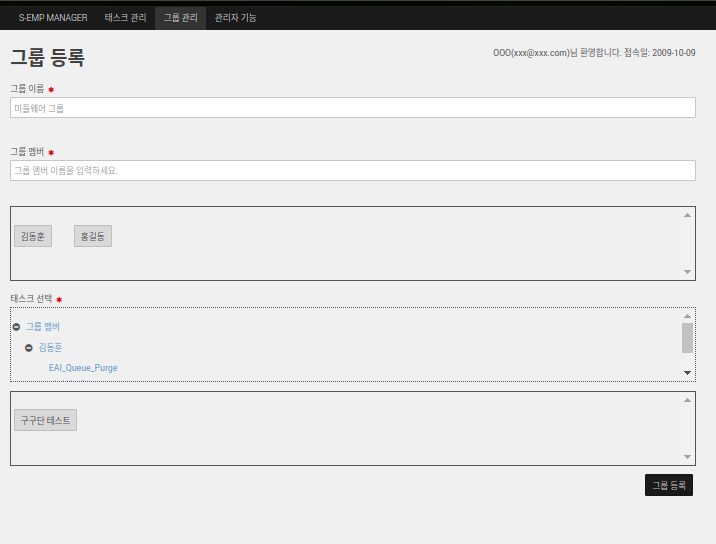 S-EMP MANAGER 태스크 관리 그룹 관리 관리자 기능
그룹 등록
OOO(xxx@xxx.com)님 환영합니다. 접속일: 2009-10-09
그룹 이름 *
미들웨어 그룹
그룹 멤버 *
그룹 멤버 이름을 입력하세요.
김동훈 홍길동
태스크 선택 *
그룹 멤버
김동훈
EAI_Queue_Purge
구구단 테스트
그룹 등록